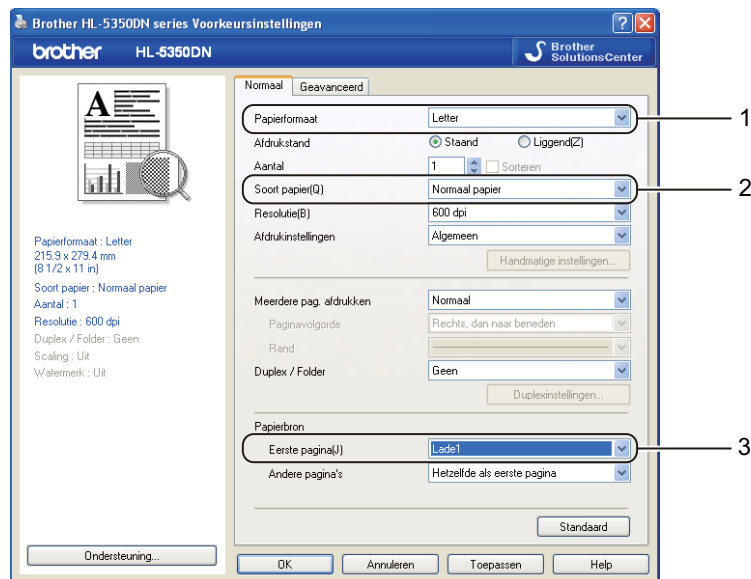 Brother HL-5350DN series Voorkeursinstellingen
brother HL-5350DN
Brother SolutionsCenter
A
Papierformaat : Letter
215.9 x 279.4 mm
(8 1/2 x 11 in)
Soort papier : Normaal papier
Aantal : 1
Resolutie : 600 dpi
Duplex / Folder : Geen
Scaling : Uit
Watermerk : Uit
Ondersteuning...
Normaal Geavanceerd
Papierformaat Letter 1
Afdrukstand Staand Liggend(Z)
Aantal 1 Sorteren
Soort papier(Q) Normaal papier 2
Resolutie(B) 600 dpi
Afdrukinstellingen Algemeen
Handmatige instellingen...
Meerdere pag. afdrukken Normaal
Paginavolgorde Rechts, dan naar beneden
Rand
Duplex / Folder Geen
Duplexinstellingen...
Papierbron
Eerste pagina(J) Lade1 3
Andere pagina's Hetzelfde als eerste pagina
Standaard
OK Annuleren Toepassen Help